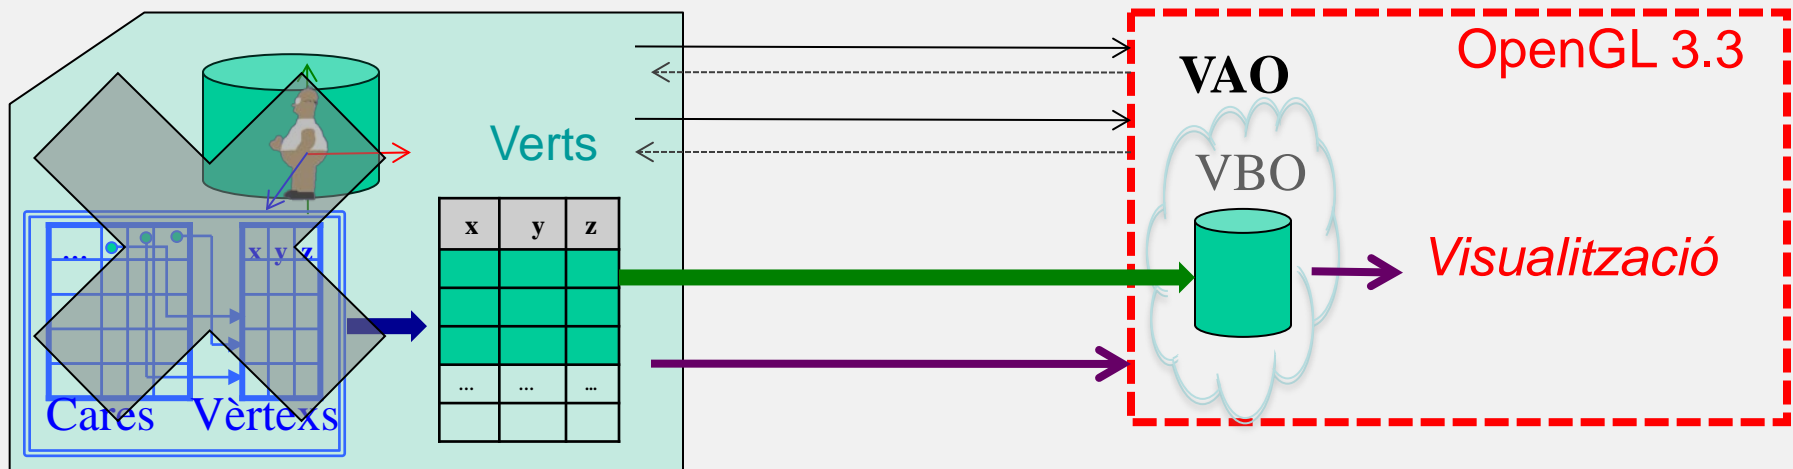 OpenGL 3.3
VAO
Verts
VBO
x y z
... x y z
Visualització
... ... ...
Cares Vèrtexs